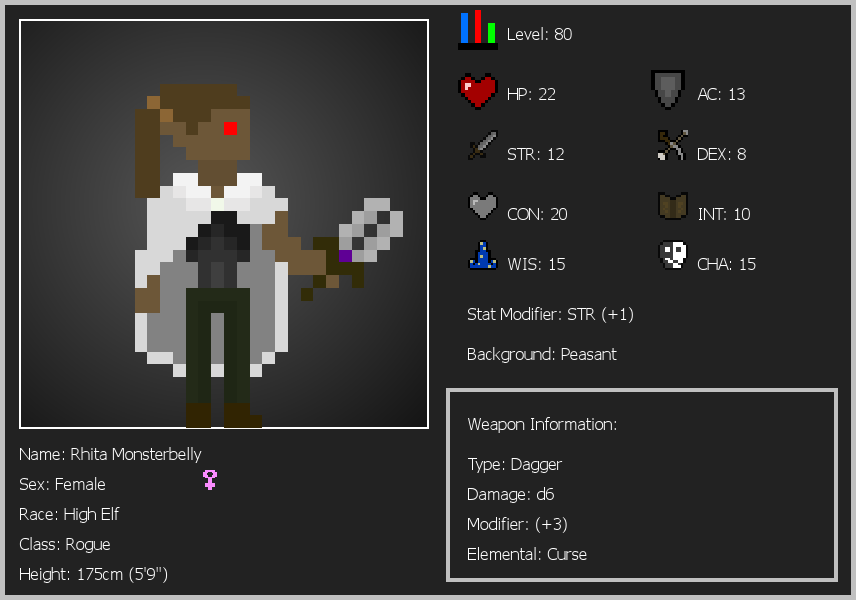 Level: 80
HP: 22
AC: 13
STR: 12
DEX: 8
CON: 20
INT: 10
WIS: 15
CHA: 15
Stat Modifier: STR (+1)
Background: Peasant
Weapon Information:
Type: Dagger
Damage: d6
Modifier: (+3)
Elemental: Curse
Name: Rhita Monsterbelly
Sex: Female
Race: High Elf
Class: Rogue
Height: 175cm (5'9")